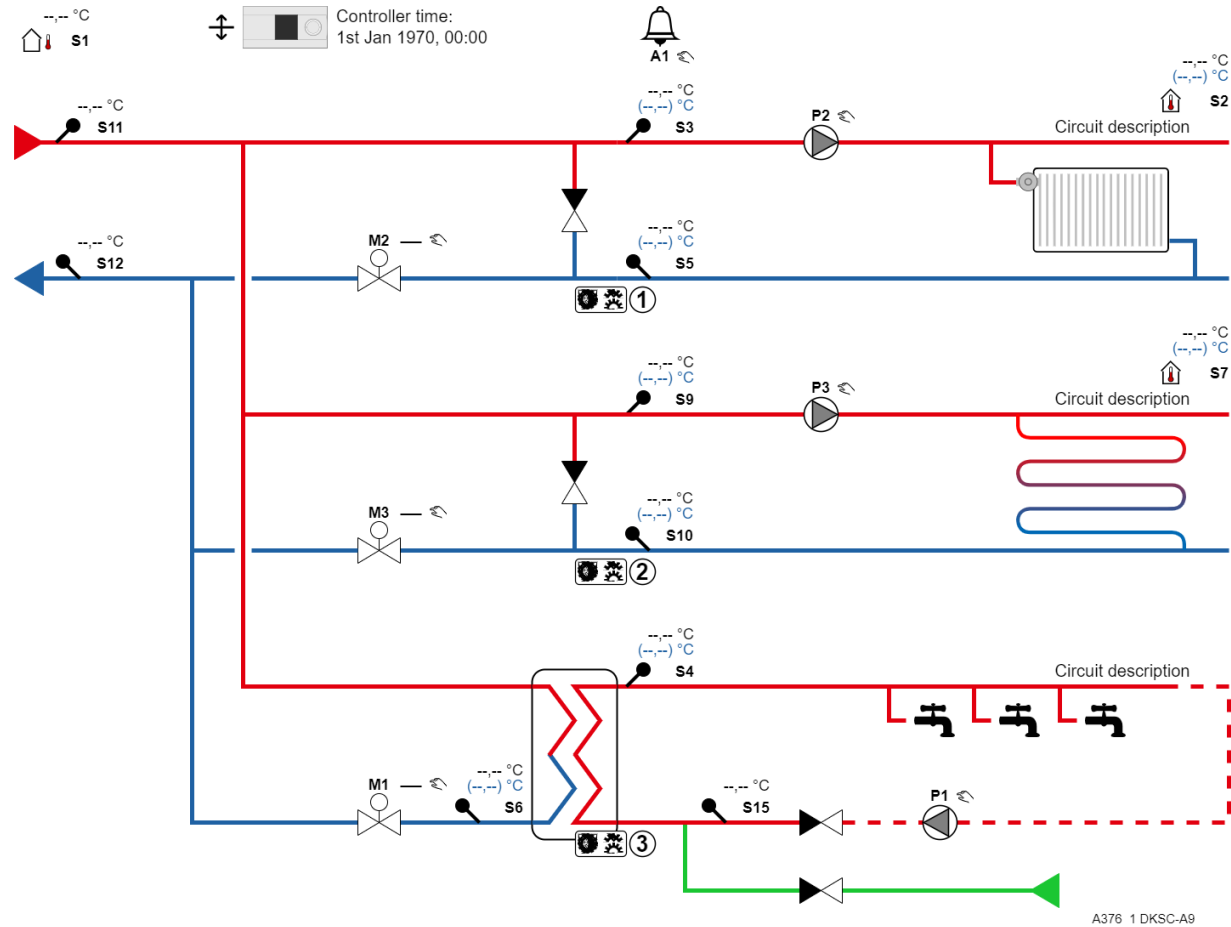 --,-- °C
S1
Controller time:
1st Jan 1970, 00:00
A1
--,-- °C
(--,--) °C
S2
--,-- °C
S11
--,-- °C
(--,--) °C
S3
P2
Circuit description
--,-- °C
S12
M2
--,-- °C
(--,--) °C
S5
1
--,-- °C
(--,--) °C
S7
--,-- °C
(--,--) °C
S9
P3
Circuit description
M3
--,-- °C
(--,--) °C
S10
2
--,-- °C
(--,--) °C
S4
Circuit description
M1
--,-- °C
(--,--) °C
S6
--,-- °C
S15
P1
3
A376 1 DKSC-A9